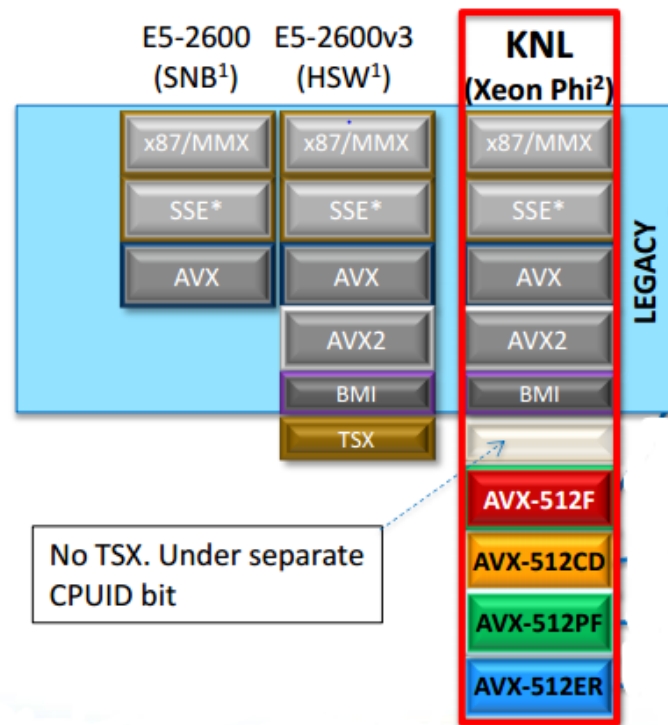 E5-2600 E5-2600v3 KNL
(SNB¹) (HSW¹) (Xeon Phi²)
x87/MMX x87/MMX x87/MMX
SSE* SSE* SSE*
AVX AVX AVX
AVX2 AVX2
BMI BMI
LEGACY
TSX
AVX-512F
No TSX. Under separate
CPUID bit
AVX-512CD
AVX-512PF
AVX-512ER